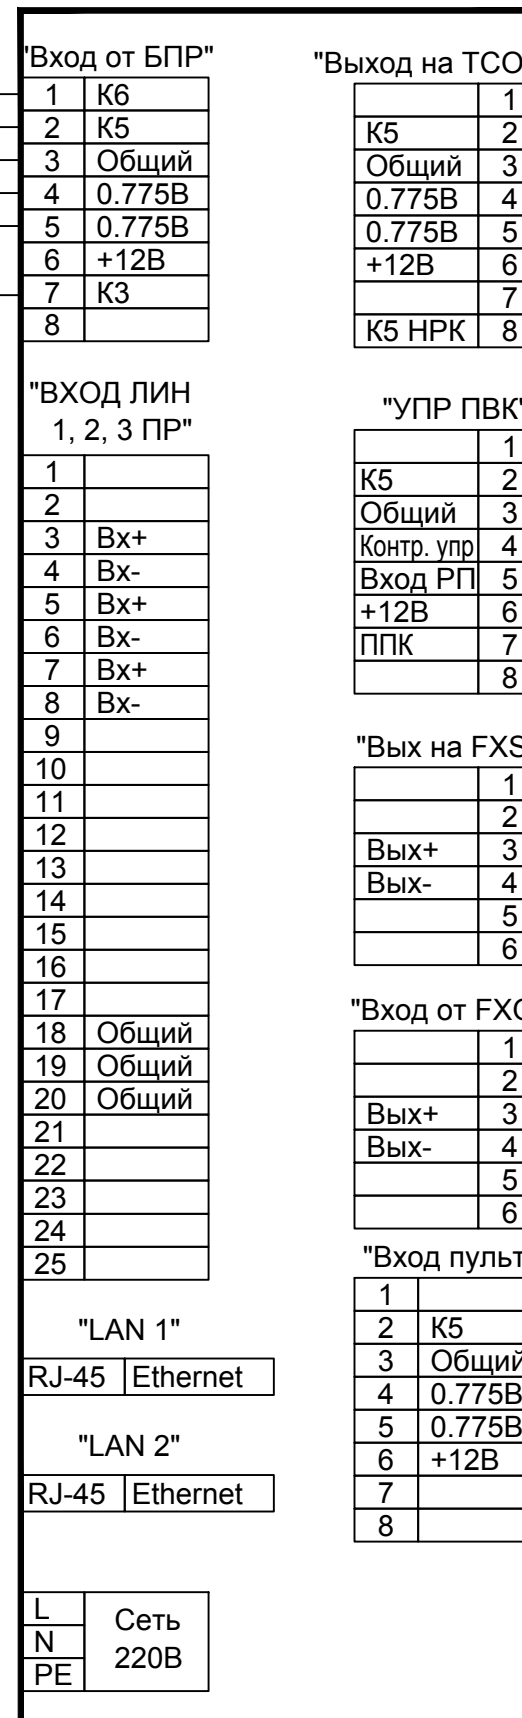 "Вход от БПР"
1 К6
2 К5
3 Общий
4 0.775В
5 0.775В
6 +12В
7 К3
8
"ВХОД ЛИН
1, 2, 3 ПР"
1
2
3 Вх+
4 Вх-
5 Вх+
6 Вх-
7 Вх+
8 Вх-
9
10
11
12
13
14
15
16
17
18 Общий
19 Общий
20 Общий
21
22
23
24
25
"LAN 1"
RJ-45 Ethernet
"LAN 2"
RJ-45 Ethernet
L
N
PE
Сеть
220В
"Выход на ТСО
1
К5 2
Общий 3
0.775В 4
0.775В 5
+12В 6
7
К5 НРК 8
"УПР ПВК"
1
К5 2
Общий 3
Контр. упр 4
Вход РП 5
+12В 6
ППК 7
8
"Вых на FXS
1
2
Вых+ 3
Вых- 4
5
6
"Вход от FXO
1
2
Вых+ 3
Вых- 4
5
6
"Вход пульт
1
2 К5
3 Общий
4 0.775В
5 0.775В
6 +12В
7
8